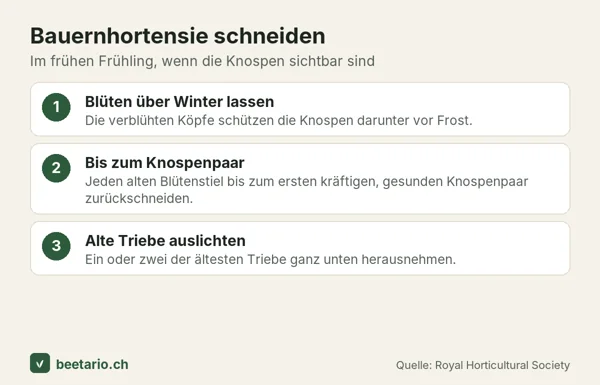 Bauernhortensie schneiden
Im frühen Frühling, wenn die Knospen sichtbar sind
1
Blüten über Winter lassen
Die verblühten Köpfe schützen die Knospen darunter vor Frost.
2
Bis zum Knospenpaar
Jeden alten Blütenstiel bis zum ersten kräftigen, gesunden Knospenpaar
zurückschneiden.
3
Alte Triebe auslichten
Ein oder zwei der ältesten Triebe ganz unten herausnehmen.
beetario.ch
Quelle: Royal Horticultural Society